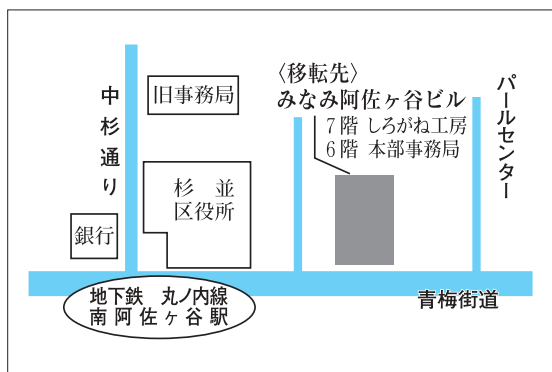 中杉通り
旧事務局
〈移転先〉
みなみ阿佐ヶ谷ビル
7階 しろがね工房
6階 本部事務局
パールセンター
杉 並
区役所
銀行
地下鉄 丸ノ内線
南阿佐ヶ谷駅
青梅街道